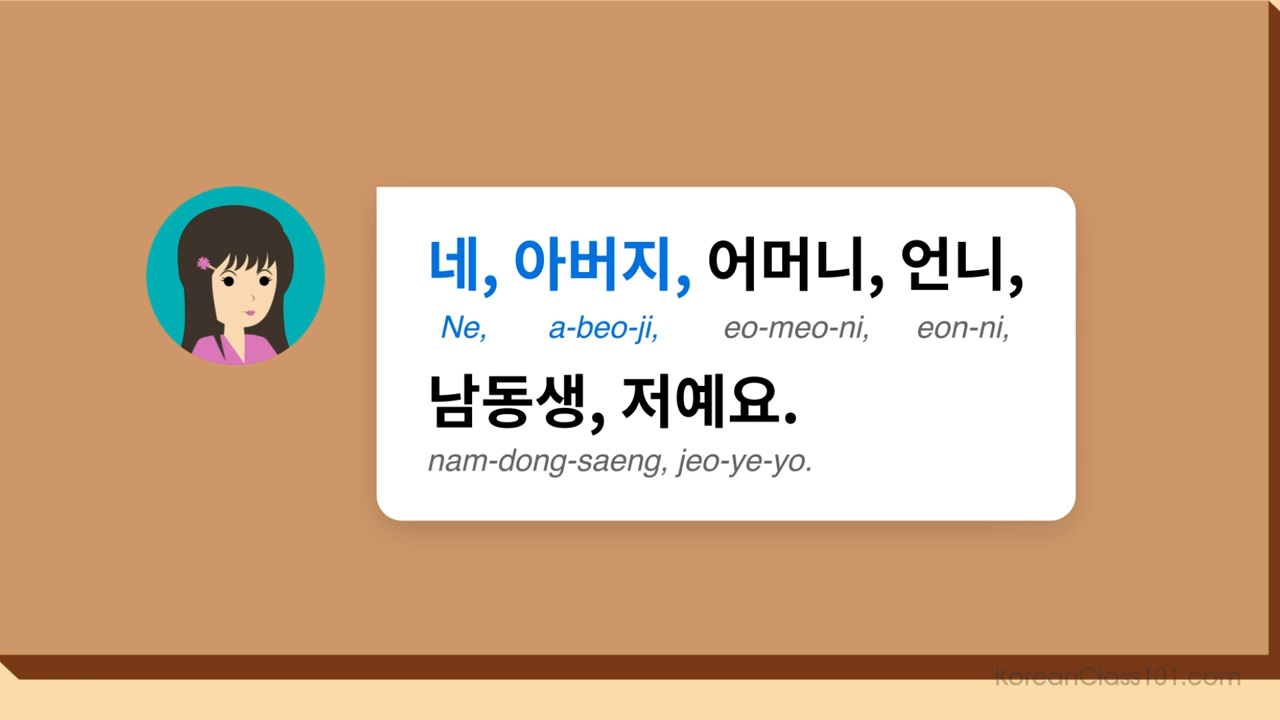 네, 아버지, 어머니, 언니,
Ne, a-beo-ji, eo-meo-ni, eon-ni,
남동생, 저예요.
nam-dong-saeng, jeo-ye-yo.
KoreanClass101.com